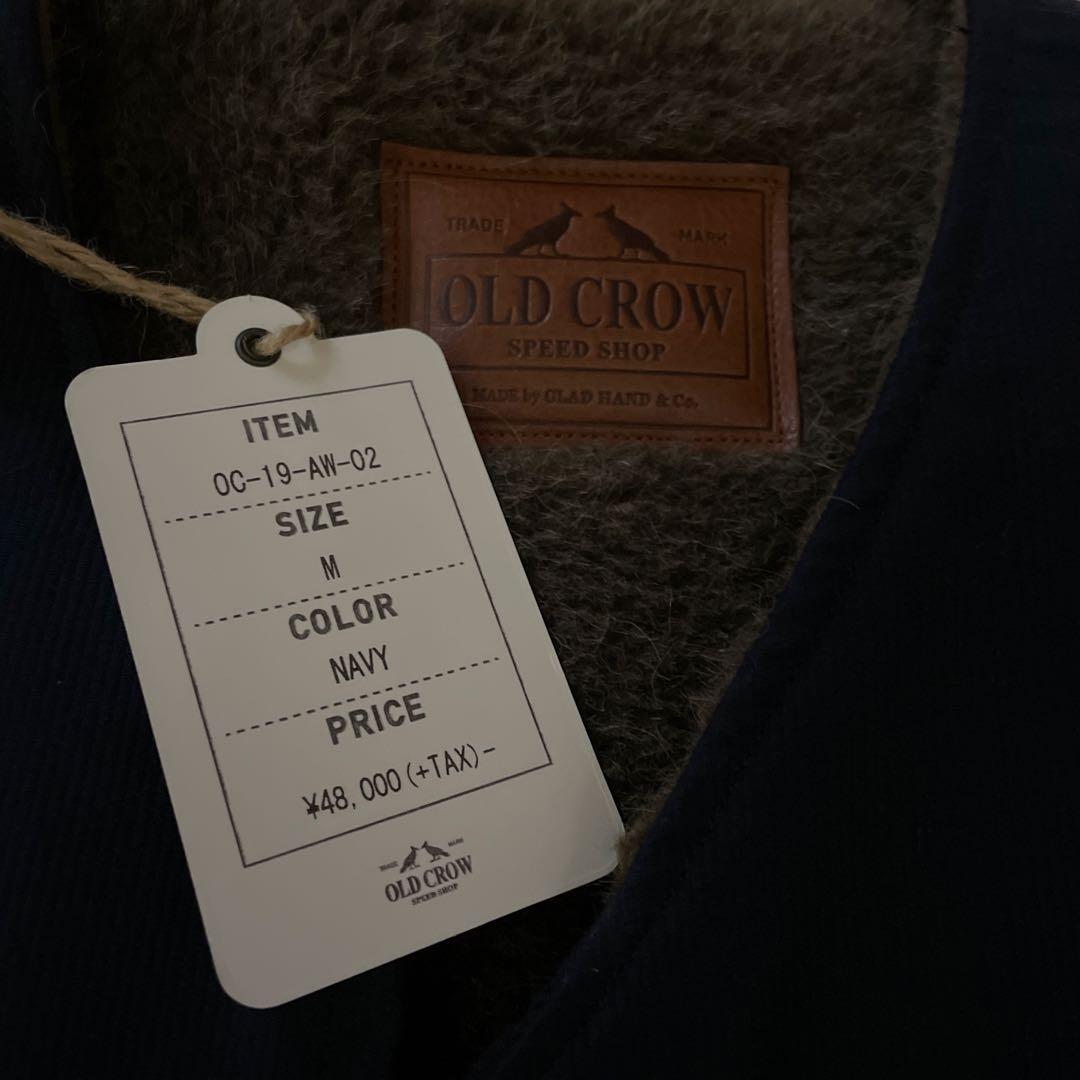 TRADE MARK
OLD CROW
SPEED SHOP
MADE by GLAD HAND & Co.
ITEM
OC-19-AW-02
SIZE
M
COLOR
NAVY
PRICE
¥48,000(+TAX)-
TRADE MARK
OLD CROW
SPEED SHOP